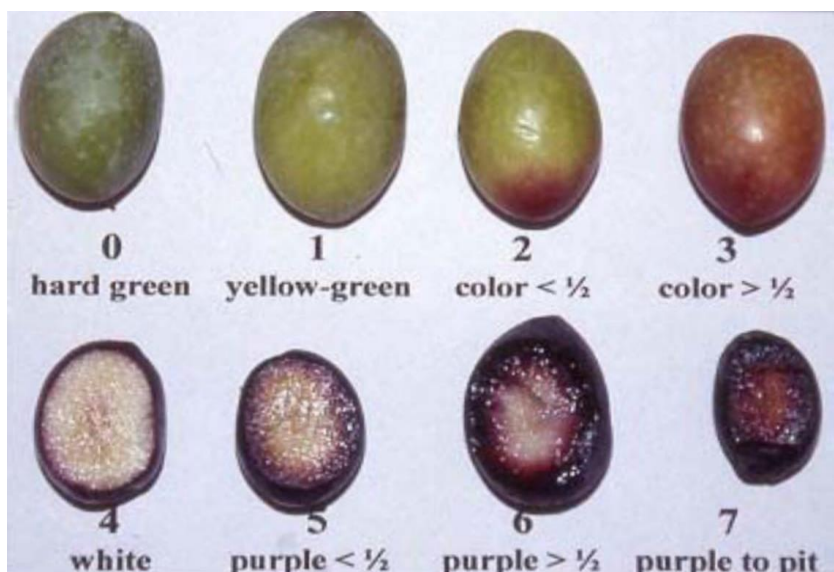 0 1 2 3
hard green yellow-green color < ½ color > ½
4 5 6 7
white purple < ½ purple > ½ purple to pit